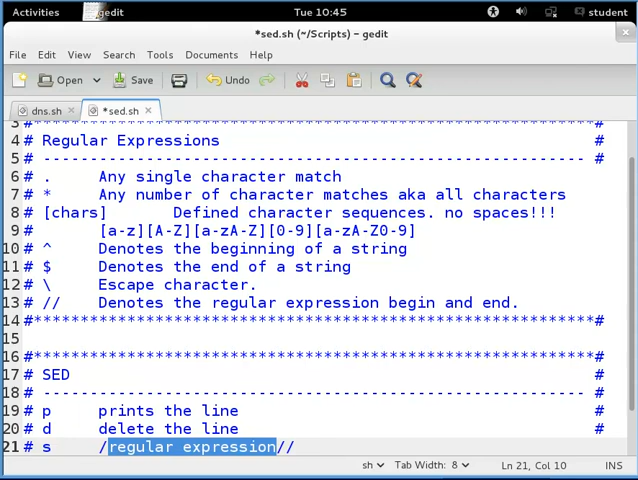 Activities gedit Tue 10:45 student
*sed.sh (~/Scripts) - gedit
File Edit View Search Tools Documents Help
Open Save Undo
dns.sh *sed.sh
3 #*************************************************************#
4 # Regular Expressions #
5 # ---------------------------------------------------------- #
6 # . Any single character match #
7 # * Any number of character matches aka all characters #
8 # [chars] Defined character sequences. no spaces!!! #
9 # [a-z][A-Z][a-zA-Z][0-9][a-zA-Z0-9] #
10 # ^ Denotes the beginning of a string #
11 # $ Denotes the end of a string #
12 # \ Escape character. #
13 # // Denotes the regular expression begin and end. #
14 #*************************************************************#
15
16 #*************************************************************#
17 # SED #
18 # ---------------------------------------------------------- #
19 # p prints the line #
20 # d delete the line #
21 # s /regular expression//
sh Tab Width: 8 Ln 21, Col 10 INS